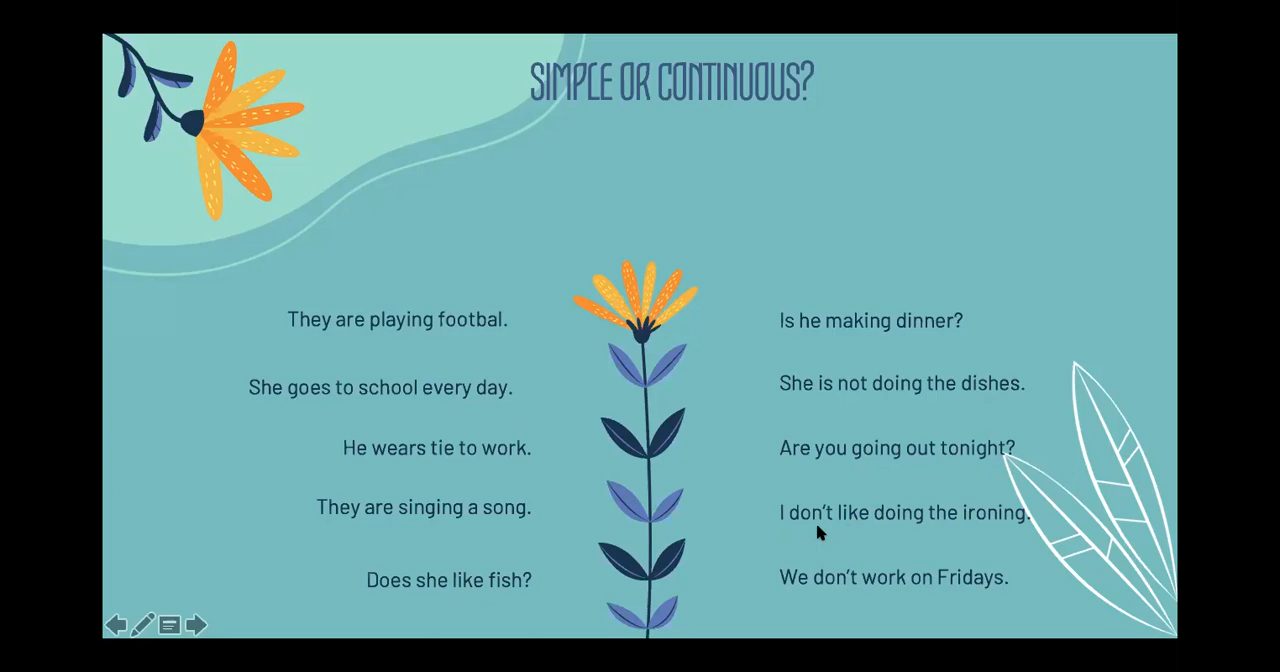 SIMPLE OR CONTINUOUS?
They are playing footbal.
She goes to school every day.
He wears tie to work.
They are singing a song.
Does she like fish?
Is he making dinner?
She is not doing the dishes.
Are you going out tonight?
I don't like doing the ironing.
We don't work on Fridays.